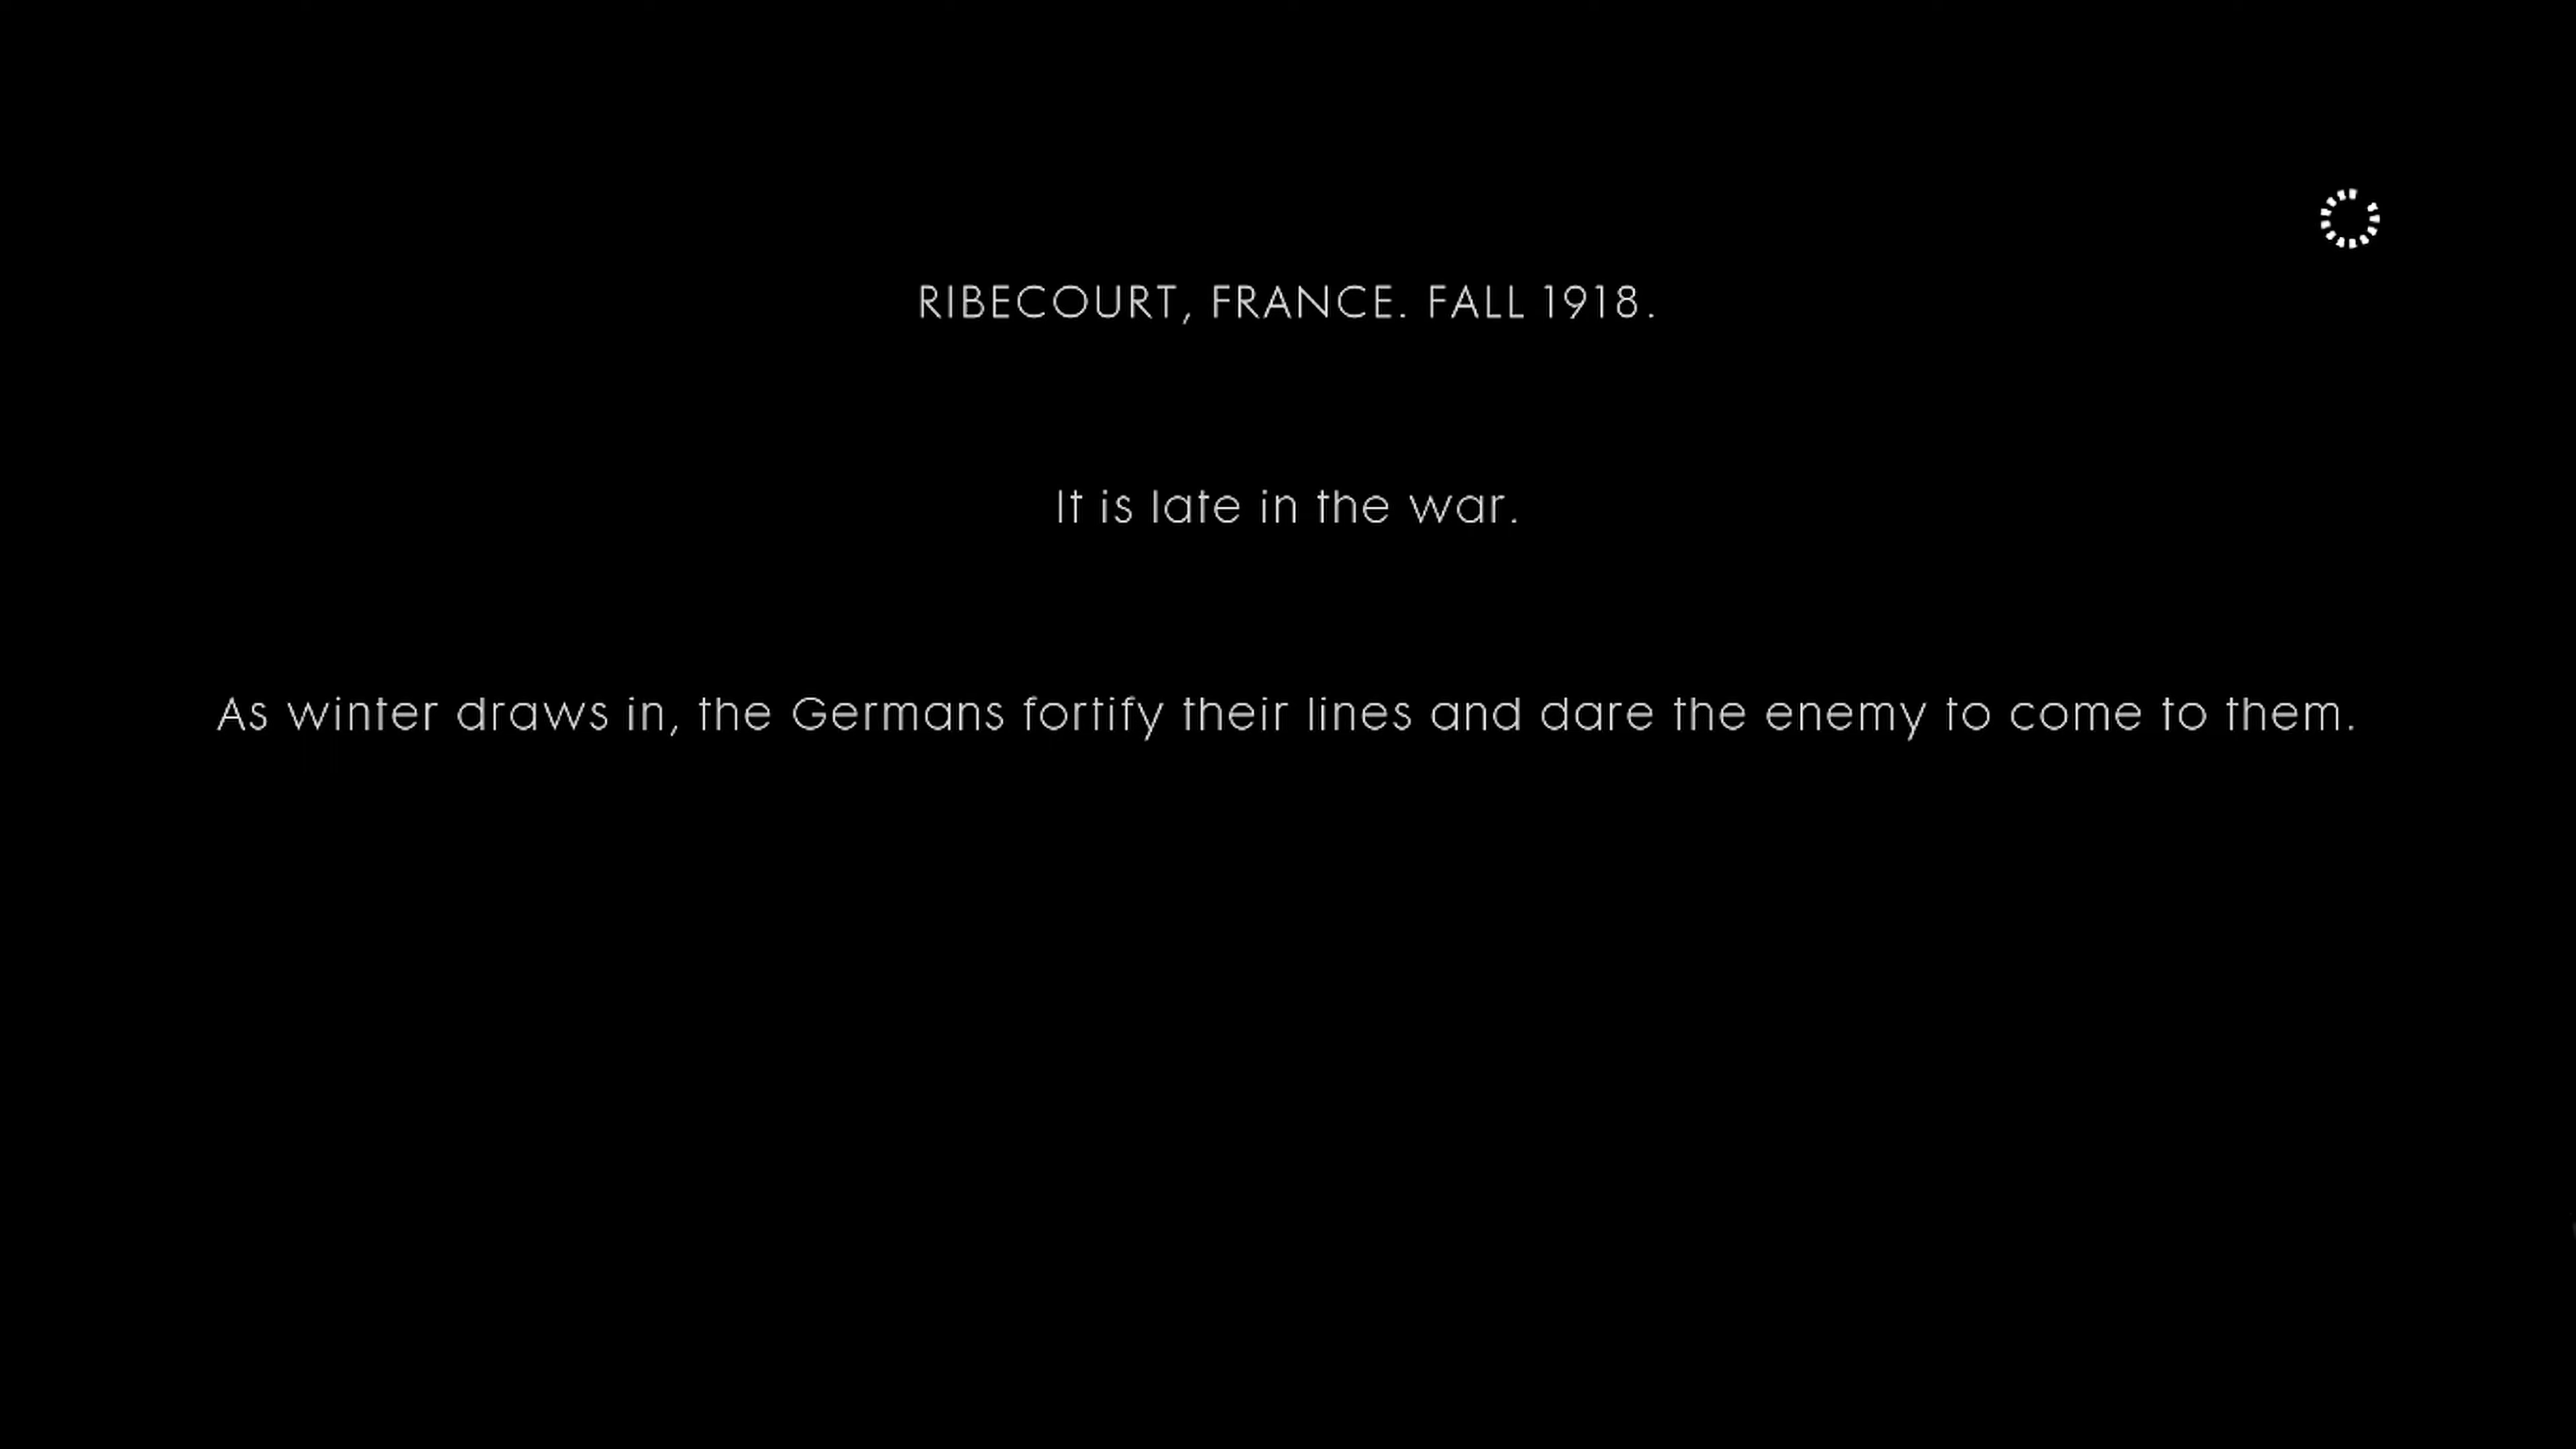 RIBECOURT, FRANCE. FALL 1918.
It is late in the war.
As winter draws in, the Germans fortify their lines and dare the enemy to come to them.